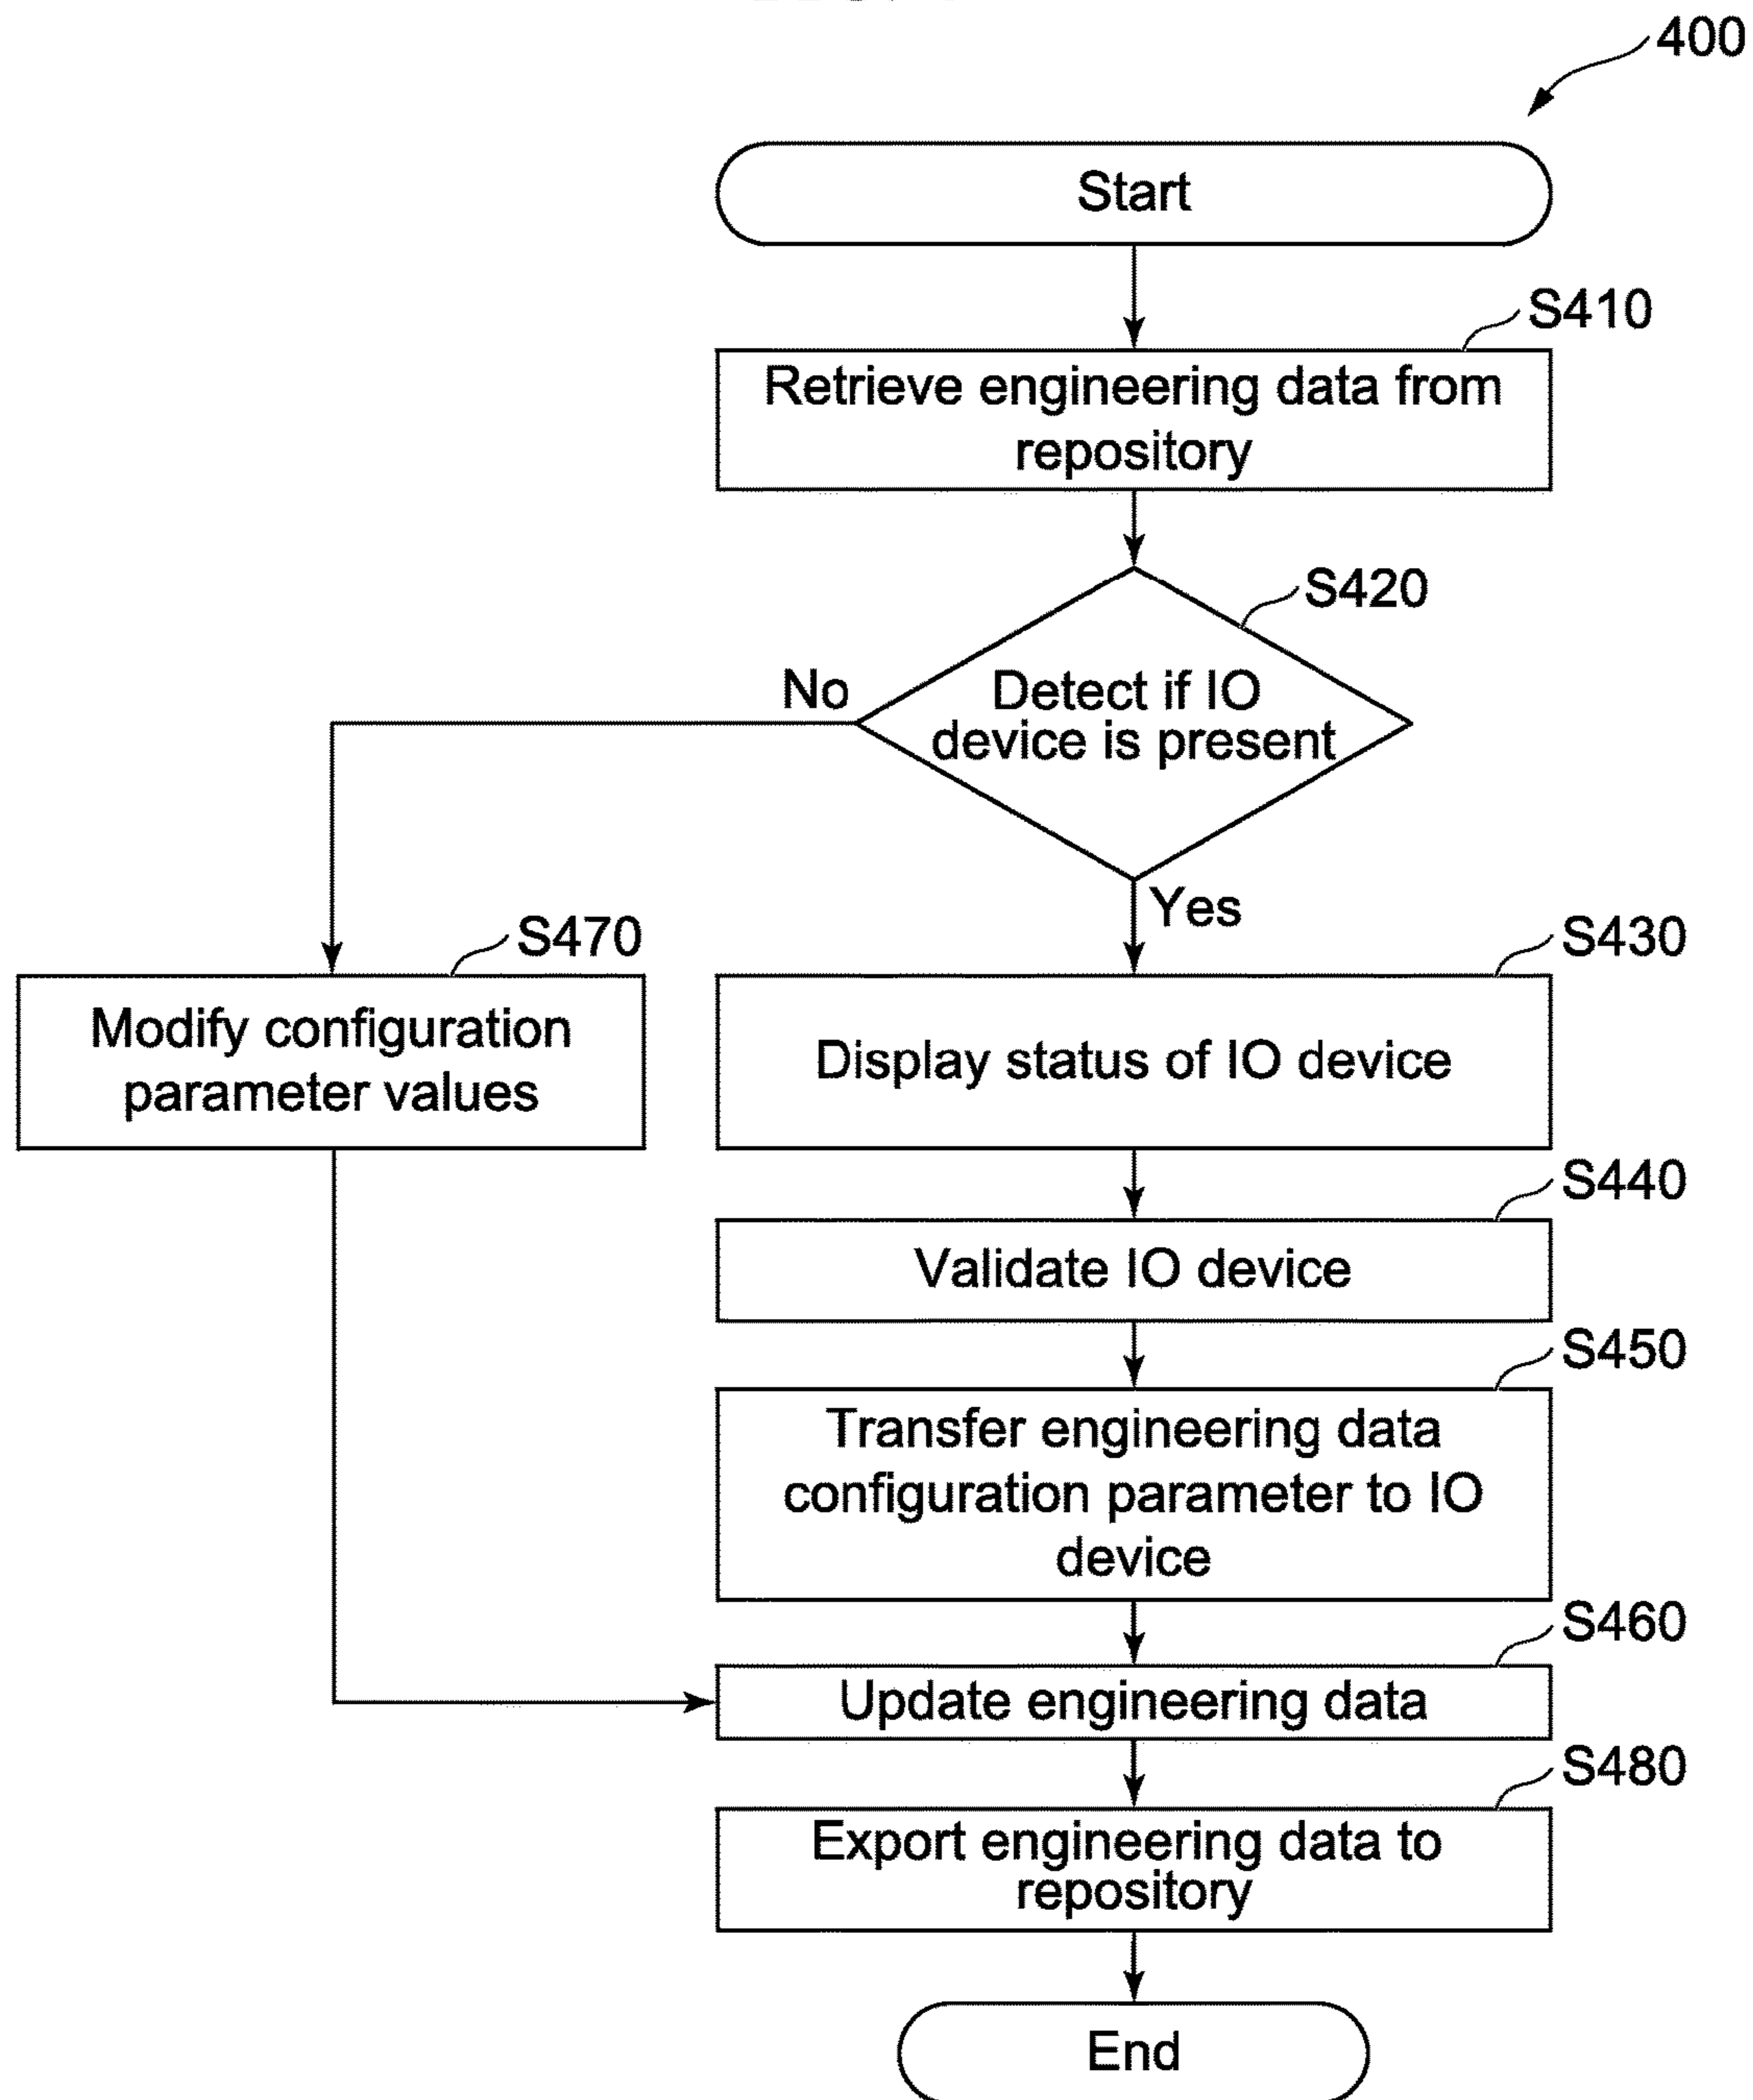 400
Start
S410
Retrieve engineering data from
repository
S420
No
Detect if IO
device is present
Yes
S470
Modify configuration
parameter values
S430
Display status of IO device
S440
Validate IO device
S450
Transfer engineering data
configuration parameter to IO
device
S460
Update engineering data
S480
Export engineering data to
repository
End